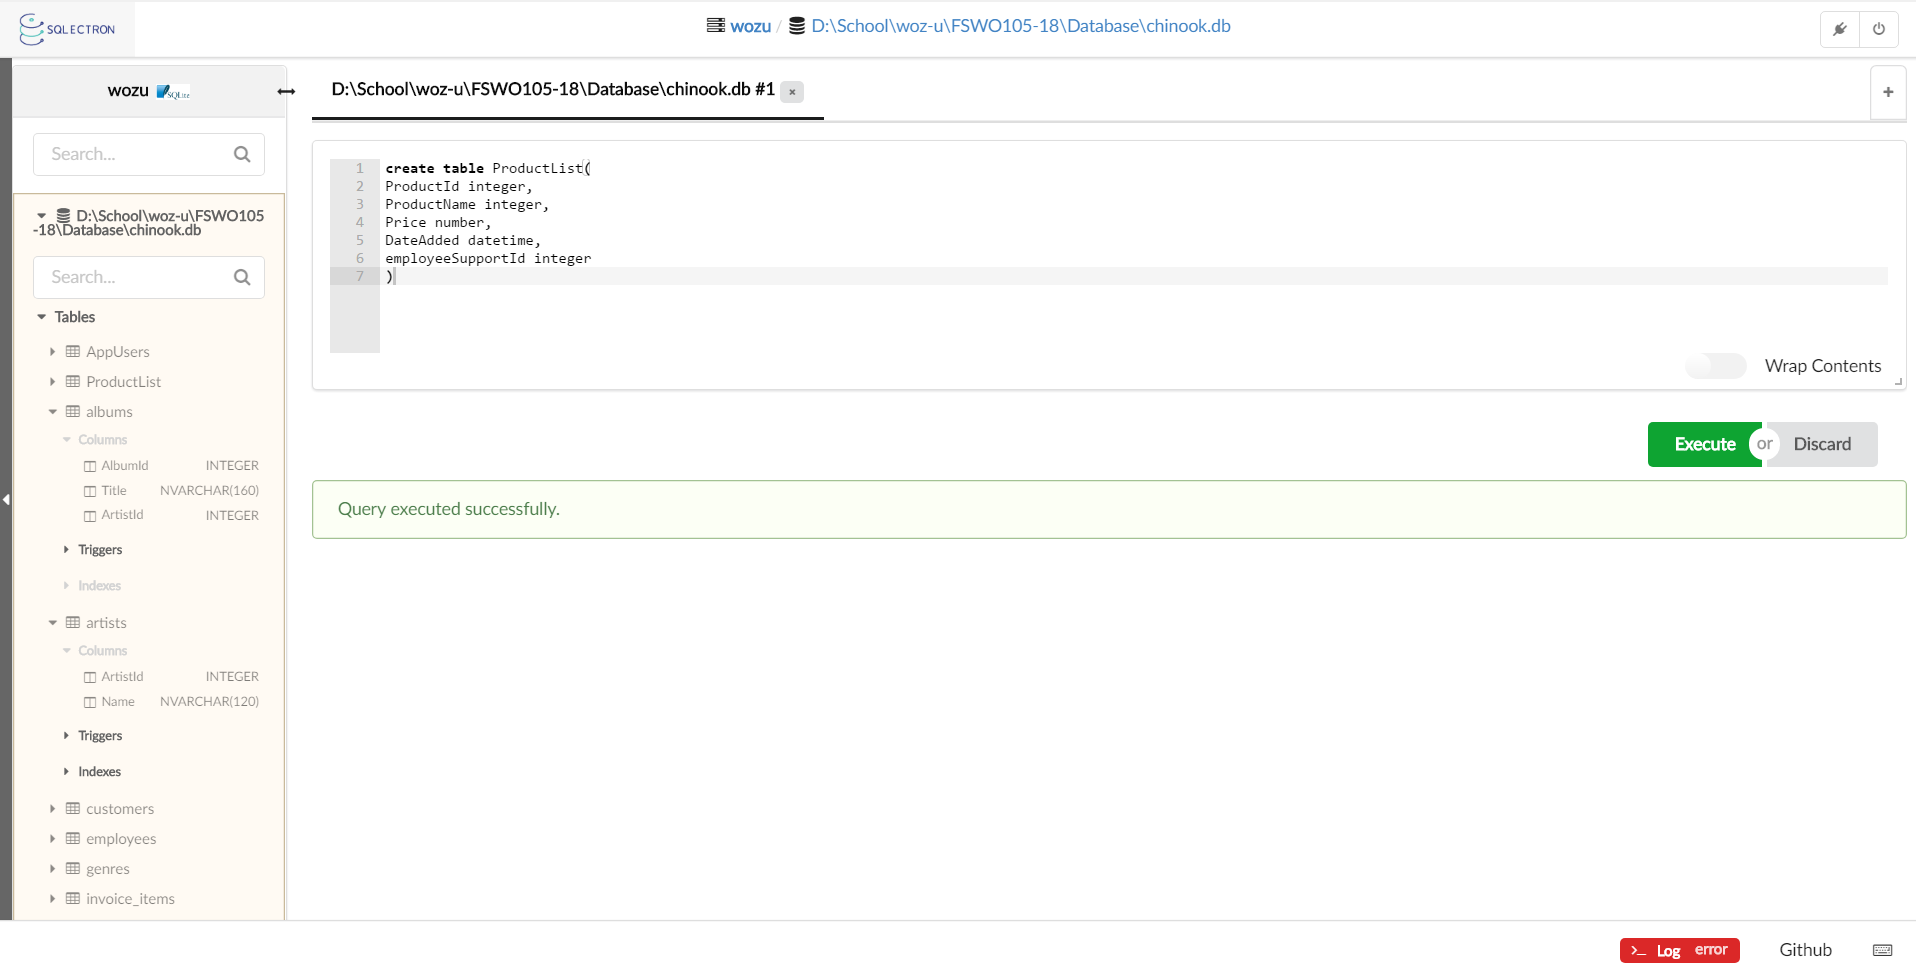 SQLECTRON
wozu / D:\School\woz-u\FSWO105-18\Database\chinook.db
wozu SQLite
D:\School\woz-u\FSWO105-18\Database\chinook.db #1 ×
+
Search...
D:\School\woz-u\FSWO105
-18\Database\chinook.db
Search...
Tables
AppUsers
ProductList
albums
Columns
AlbumId INTEGER
Title NVARCHAR(160)
ArtistId INTEGER
Triggers
Indexes
artists
Columns
ArtistId INTEGER
Name NVARCHAR(120)
Triggers
Indexes
customers
employees
genres
invoice_items
1 create table ProductList(
2 ProductId integer,
3 ProductName integer,
4 Price number,
5 DateAdded datetime,
6 employeeSupportId integer
7 )
Wrap Contents
Execute or Discard
Query executed successfully.
>_ Log error
Github